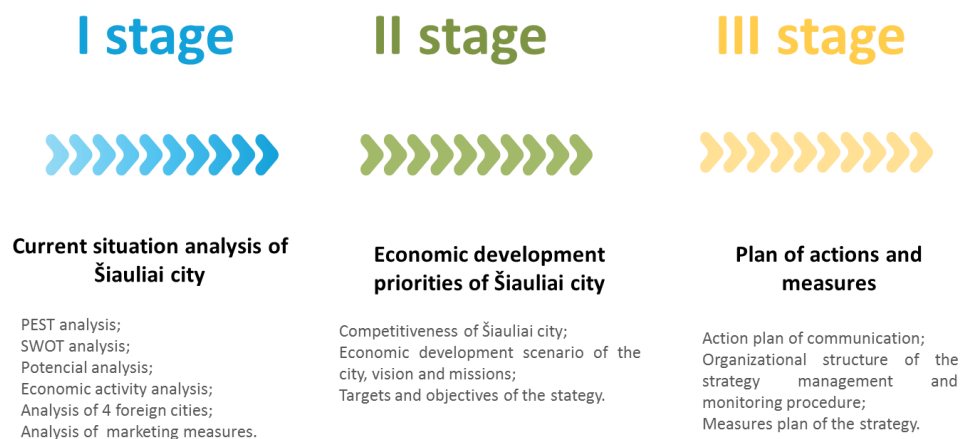 I stage
II stage
III stage
Current situation analysis of
Šiauliai city
PEST analysis;
SWOT analysis;
Potencial analysis;
Economic activity analysis;
Analysis of 4 foreign cities;
Analysis of marketing measures.
Economic development
priorities of Šiauliai city
Competitiveness of Šiauliai city;
Economic development scenario of the
city, vision and missions;
Targets and objectives of the stategy.
Plan of actions and
measures
Action plan of communication;
Organizational structure of the
strategy management and
monitoring procedure;
Measures plan of the strategy.